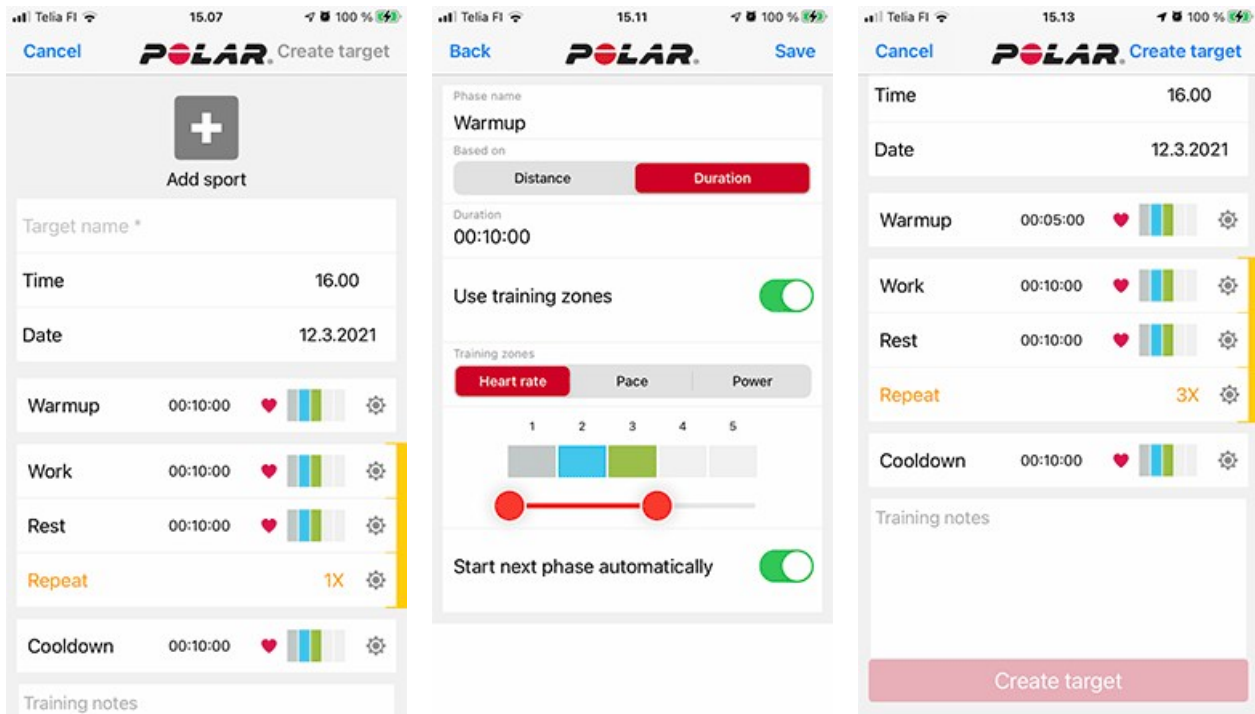 Telia FI 15.07 100 %
Cancel POLAR. Create target
Add sport
Target name *
Time 16.00
Date 12.3.2021
Warmup 00:10:00
Work 00:10:00
Rest 00:10:00
Repeat 1X
Cooldown 00:10:00
Training notes
Telia FI 15.11 100 %
Back POLAR. Save
Phase name
Warmup
Based on
Distance Duration
Duration
00:10:00
Use training zones
Training zones
Heart rate Pace Power
1 2 3 4 5
Start next phase automatically
Telia FI 15.13 100 %
Cancel POLAR. Create target
Time 16.00
Date 12.3.2021
Warmup 00:05:00
Work 00:10:00
Rest 00:10:00
Repeat 3X
Cooldown 00:10:00
Training notes
Create target